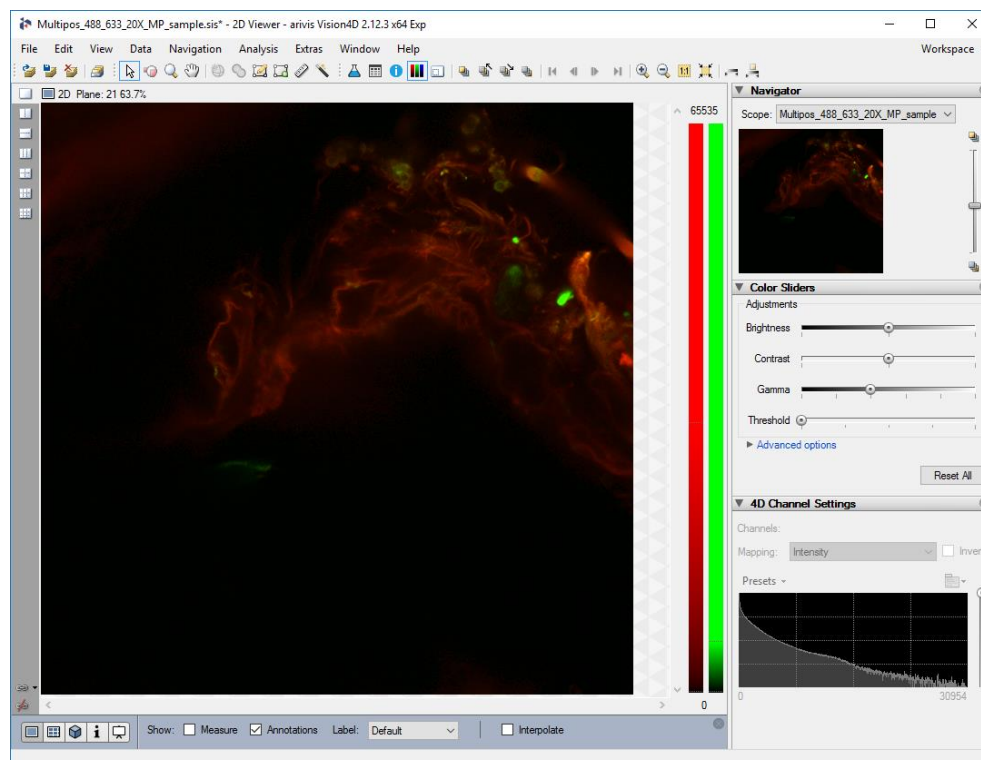 Multipos_488_633_20X_MP_sample.sis* - 2D Viewer - arivis Vision4D 2.12.3 x64 Exp
File Edit View Data Navigation Analysis Extras Window Help Workspace
1:1
2D Plane: 21 63.7%
65535
0
Navigator
Scope: Multipos_488_633_20X_MP_sample
Color Sliders
Adjustments
Brightness
Contrast
Gamma
Threshold
Advanced options
Reset All
4D Channel Settings
Channels:
Mapping: Intensity Inver
Presets
0 30954
Show: Measure Annotations Label: Default Interpolate